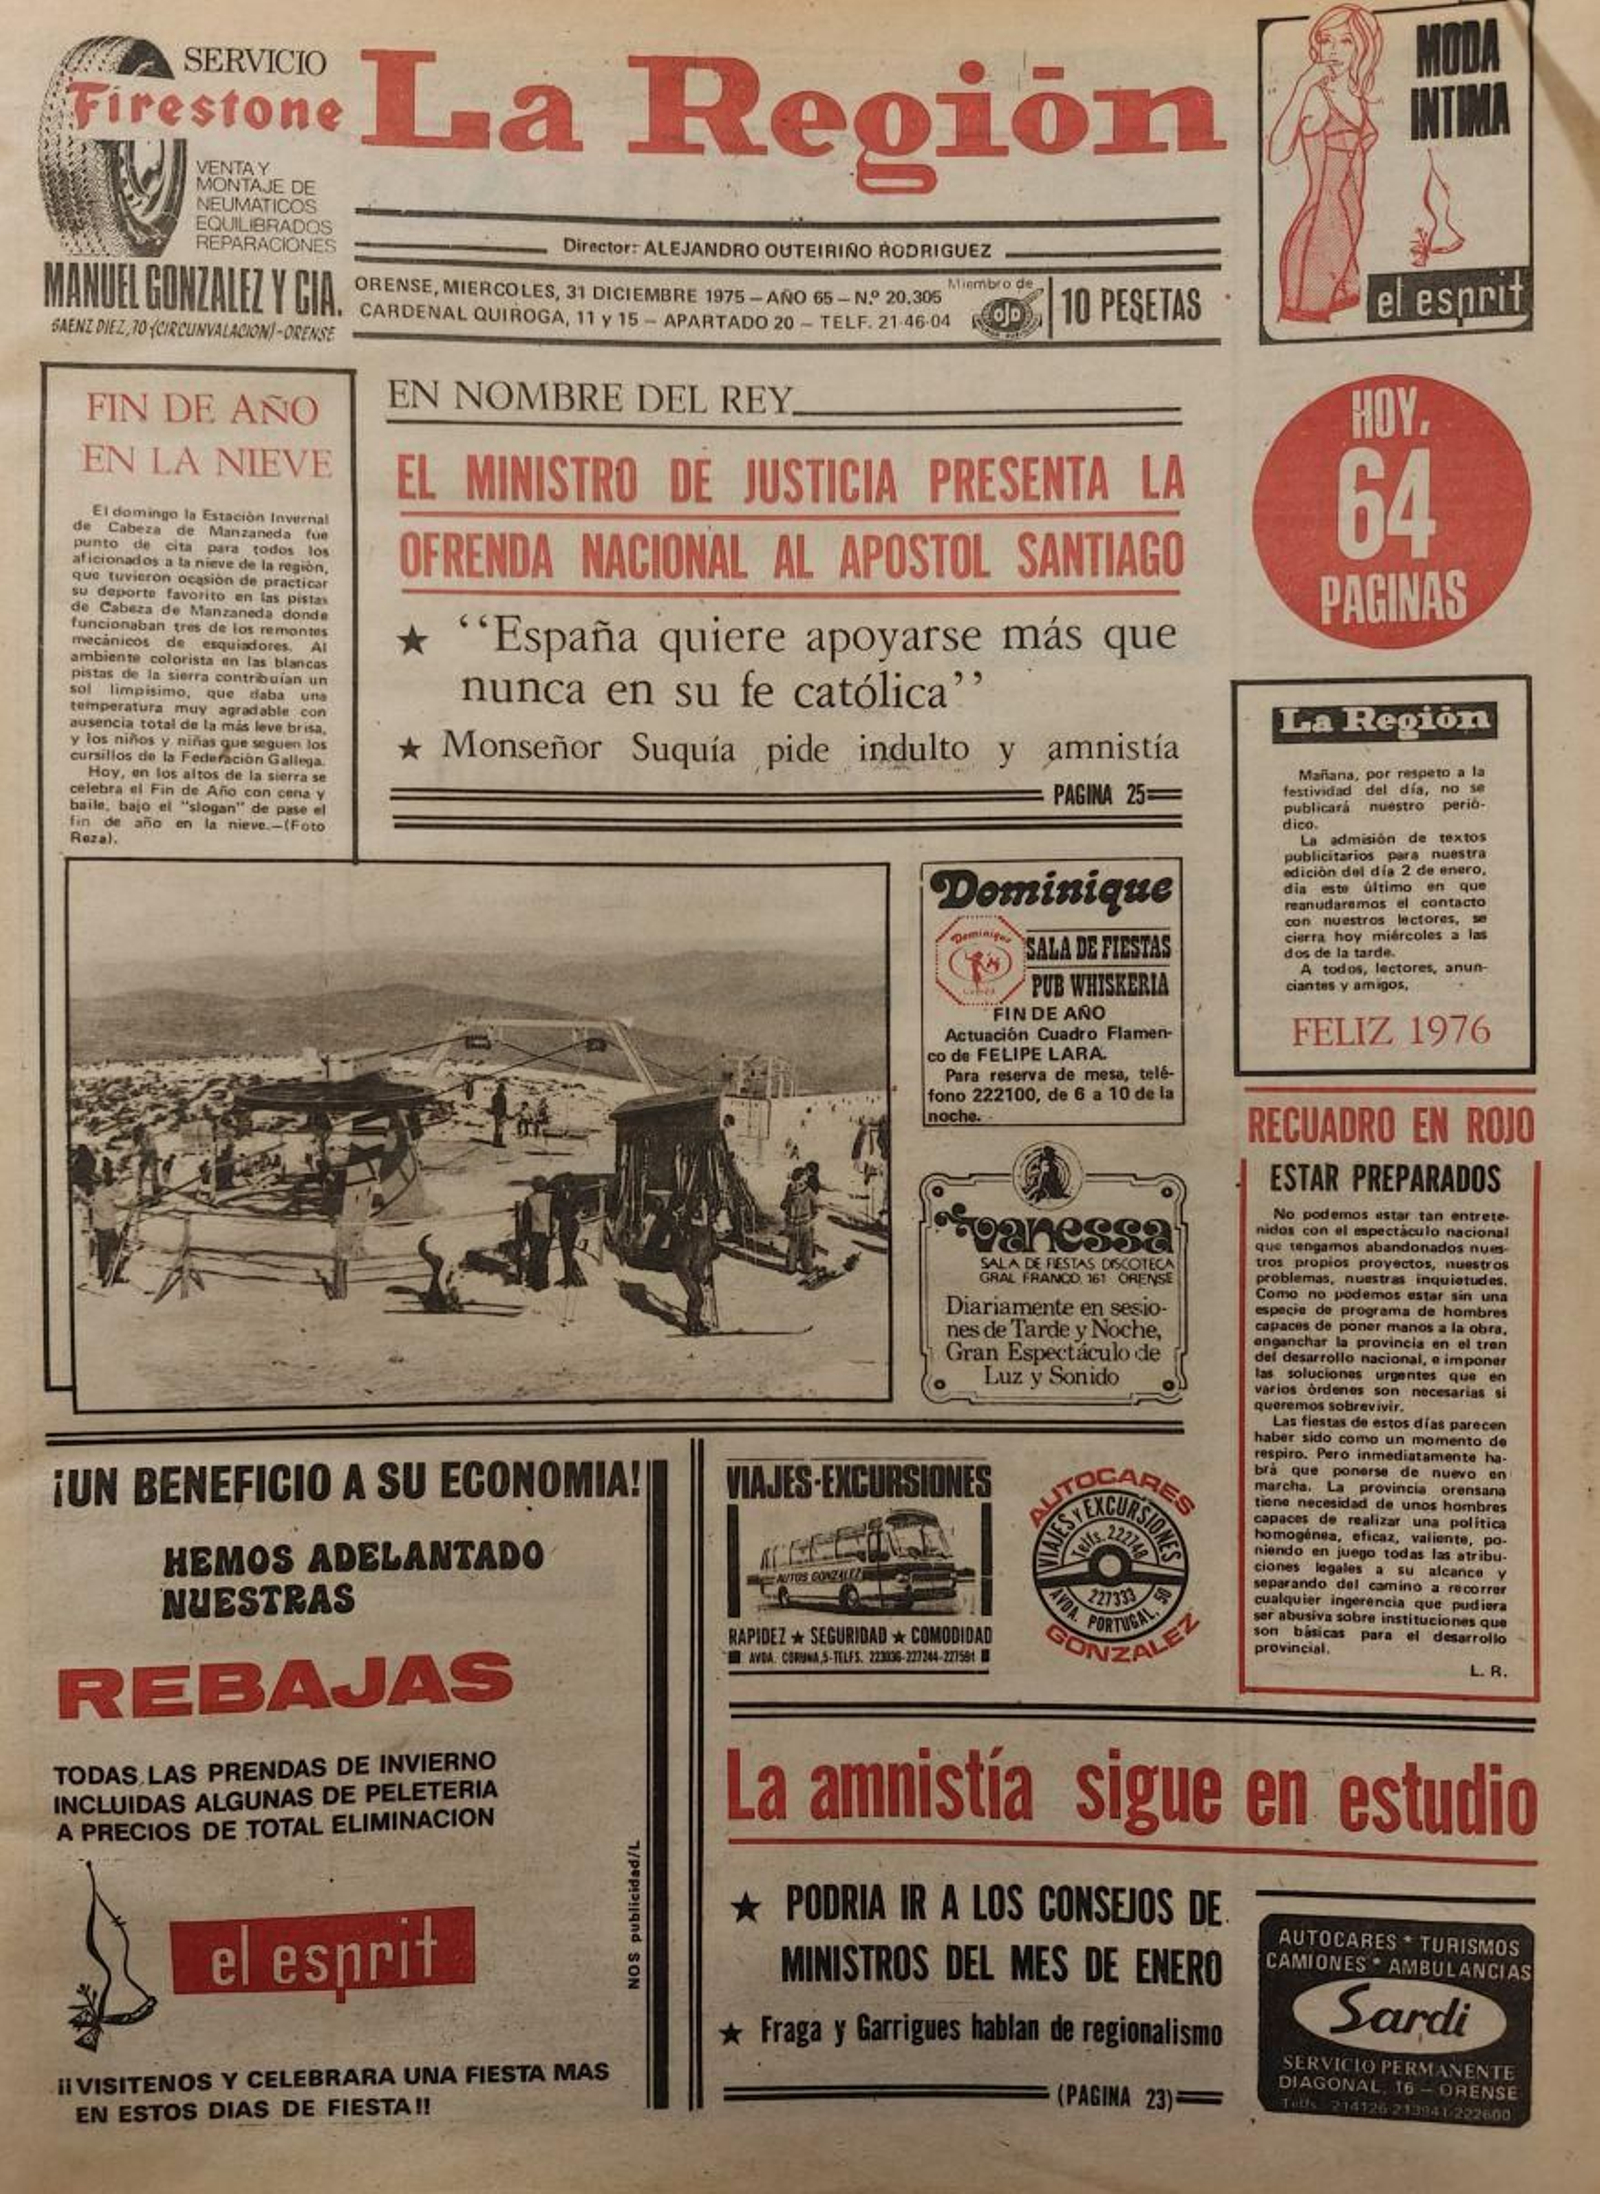 SERVICIO
Firestone
VENTA Y
MONTAJE DE
NEUMATICOS
EQUILIBRADOS
REPARACIONES
MANUEL GONZALEZ Y CIA.
SAENZ DIEZ, 70 (CIRCUNVALACION)-ORENSE
La Región
Director: ALEJANDRO OUTEIRIÑO RODRIGUEZ
ORENSE, MIERCOLES, 31 DICIEMBRE 1975 — AÑO 65 — N.º 20.305
CARDENAL QUIROGA, 11 y 15 — APARTADO 20 — TELF. 21-46-04
Miembro de
OJD
10 PESETAS
MODA
INTIMA
el esprit
FIN DE AÑO
EN LA NIEVE
El domingo la Estación Invernal
de Cabeza de Manzaneda fue
punto de cita para todos los
aficionados a la nieve de la región,
que tuvieron ocasión de practicar
su deporte favorito en las pistas
de Cabeza de Manzaneda donde
funcionaban tres de los remontes
mecánicos de esquiadores. Al
ambiente colorista en las blancas
pistas de la sierra contribuían un
sol limpísimo, que daba una
temperatura muy agradable con
ausencia total de la más leve brisa,
y los niños y niñas que seguen los
cursillos de la Federación Gallega.
Hoy, en los altos de la sierra se
celebra el Fin de Año con cena y
baile, bajo el "slogan" de pase el
fin de año en la nieve.—(Foto
Reza).
EN NOMBRE DEL REY
EL MINISTRO DE JUSTICIA PRESENTA LA
OFRENDA NACIONAL AL APOSTOL SANTIAGO
★ ‘‘España quiere apoyarse más que
nunca en su fe católica’’
★ Monseñor Suquía pide indulto y amnistía
PAGINA 25
HOY,
64
PAGINAS
La Región
Mañana, por respeto a la
festividad del día, no se
publicará nuestro perió-
dico.
La admisión de textos
publicitarios para nuestra
edición del día 2 de enero,
día este último en que
reanudaremos el contacto
con nuestros lectores, se
cierra hoy miércoles a las
dos de la tarde.
A todos, lectores, anun-
ciantes y amigos,
FELIZ 1976
Dominique
Dominique
SALA DE FIESTAS
PUB WHISKERIA
FIN DE AÑO
Actuación Cuadro Flamen-
co de FELIPE LARA.
Para reserva de mesa, telé-
fono 222100, de 6 a 10 de la
noche.
Vanessa
SALA DE FIESTAS DISCOTECA
GRAL FRANCO, 161 ORENSE
Diariamente en sesio-
nes de Tarde y Noche,
Gran Espectáculo de
Luz y Sonido
RECUADRO EN ROJO
ESTAR PREPARADOS
No podemos estar tan entrete-
nidos con el espectáculo nacional
que tengamos abandonados nues-
tros propios proyectos, nuestros
problemas, nuestras inquietudes.
Como no podemos estar sin una
especie de programa de hombres
capaces de poner manos a la obra,
enganchar la provincia en el tren
del desarrollo nacional, e imponer
las soluciones urgentes que en
varios órdenes son necesarias si
queremos sobrevivir.
Las fiestas de estos días parecen
haber sido como un momento de
respiro. Pero inmediatamente ha-
brá que ponerse de nuevo en
marcha. La provincia orensana
tiene necesidad de unos hombres
capaces de realizar una política
homogénea, eficaz, valiente, po-
niendo en juego todas las atribu-
ciones legales a su alcance y
separando del camino a recorrer
cualquier ingerencia que pudiera
ser abusiva sobre instituciones que
son básicas para el desarrollo
provincial.
L. R.
¡UN BENEFICIO A SU ECONOMIA!
HEMOS ADELANTADO
NUESTRAS
REBAJAS
TODAS LAS PRENDAS DE INVIERNO
INCLUIDAS ALGUNAS DE PELETERIA
A PRECIOS DE TOTAL ELIMINACION
el esprit
¡¡VISITENOS Y CELEBRARA UNA FIESTA MAS
EN ESTOS DIAS DE FIESTA!!
NOS publicidad/L
VIAJES-EXCURSIONES
AUTOS GONZALEZ
RAPIDEZ ★ SEGURIDAD ★ COMODIDAD
AVDA. CORUNA,5-TELFS. 223036-227244-227591
AUTOCARES
VIAJES Y EXCURSIONES
Telfs. 222748
227333
AVDA. PORTUGAL, 50
GONZALEZ
La amnistía sigue en estudio
★ PODRIA IR A LOS CONSEJOS DE
MINISTROS DEL MES DE ENERO
★ Fraga y Garrigues hablan de regionalismo
(PAGINA 23)
AUTOCARES * TURISMOS
CAMIONES * AMBULANCIAS
Sardi
SERVICIO PERMANENTE
DIAGONAL, 16 — ORENSE
Telfs. 214126-213941-222600